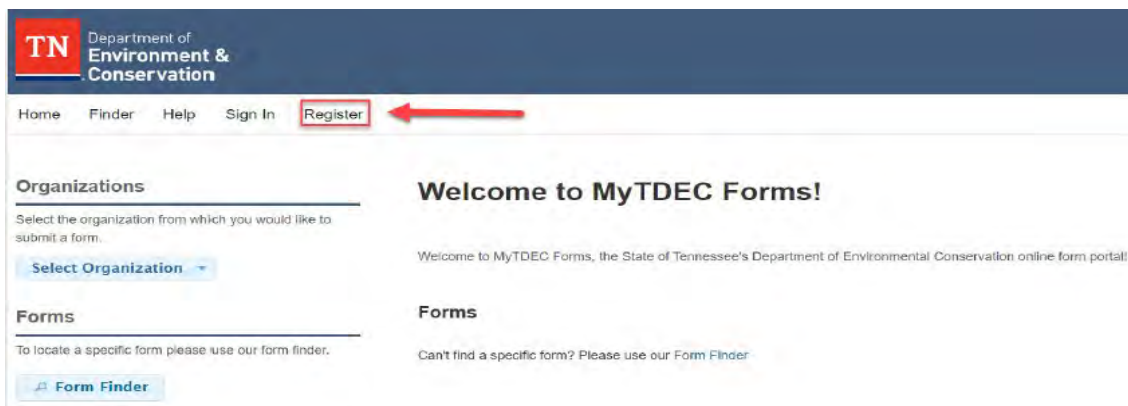 TN
Department of
Environment &
Conservation
Home Finder Help Sign In Register
Organizations
Select the organization from which you would like to
submit a form.
Select Organization
Forms
To locate a specific form please use our form finder.
Form Finder
Welcome to MyTDEC Forms!
Welcome to MyTDEC Forms, the State of Tennessee's Department of Environmental Conservation online form portal!
Forms
Can't find a specific form? Please use our Form Finder